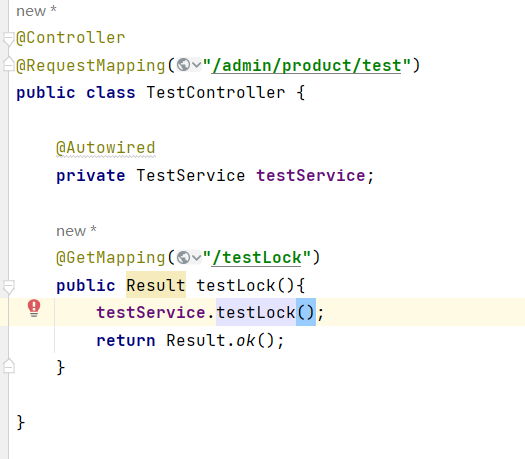 new *
@Controller
@RequestMapping("/admin/product/test")
public class TestController {
@Autowired
private TestService testService;
new *
@GetMapping("/testLock")
public Result testLock(){
testService.testLock();
return Result.ok();
}
}